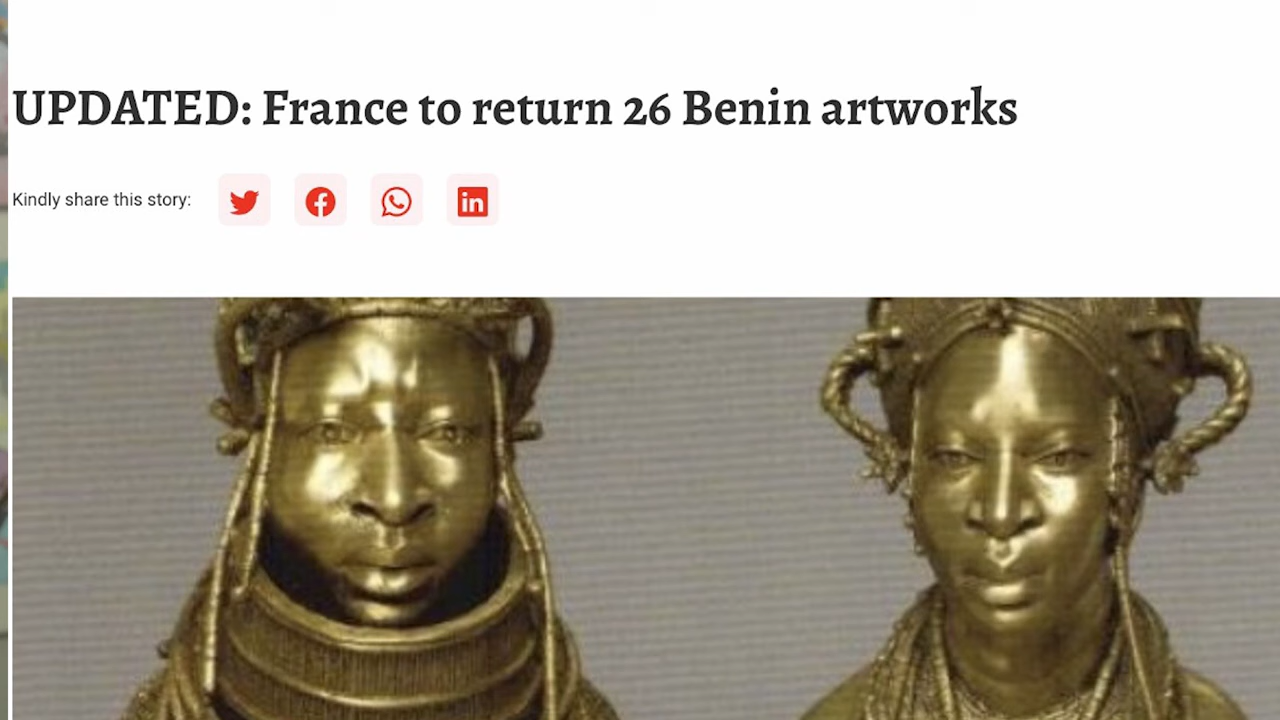 UPDATED: France to return 26 Benin artworks
Kindly share this story: